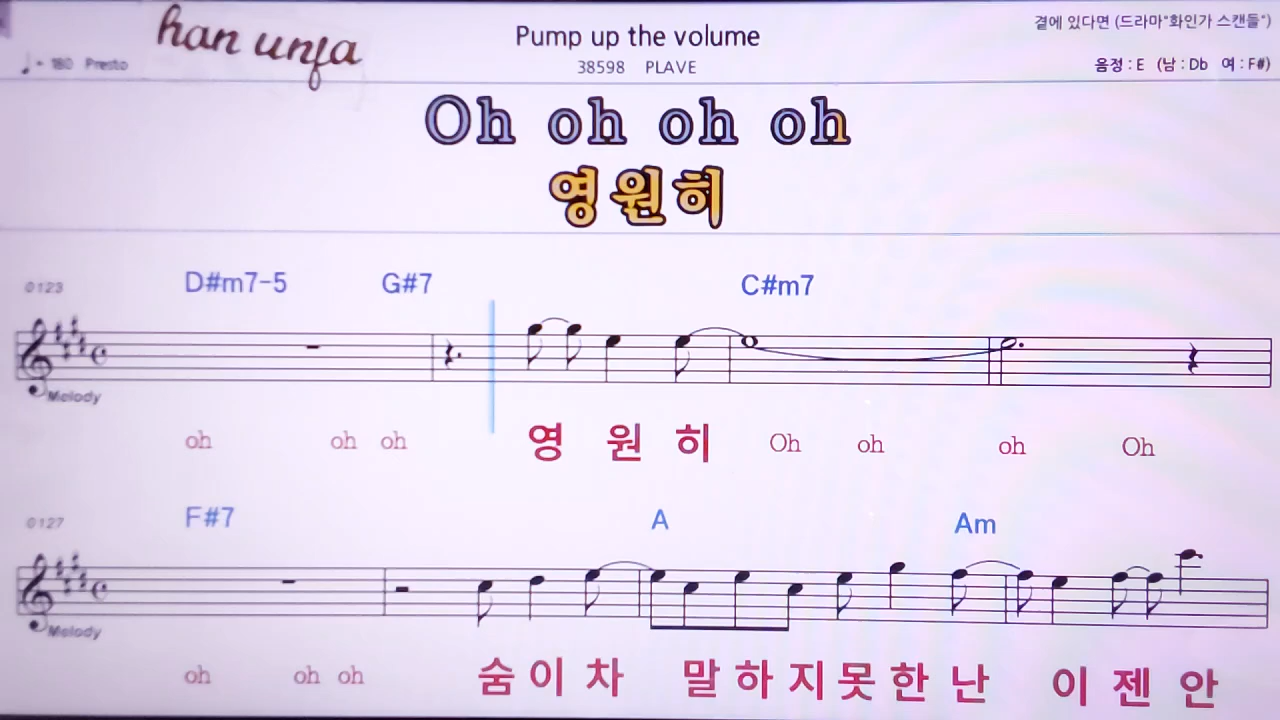 han unfa
Pump up the volume
곁에 있다면 (드라마"화인가 스캔들")
♩= 180 Presto
38598 PLAVE
음정 : E (남 : Db 여 : F#)
Oh oh oh oh
영원히
0123
D#m7-5 G#7 C#m7
Melody
oh oh oh 영 원 히 Oh oh oh Oh
0127
F#7 A Am
Melody
oh oh oh 숨 이 차 말 하 지 못 한 난 이 젠 안